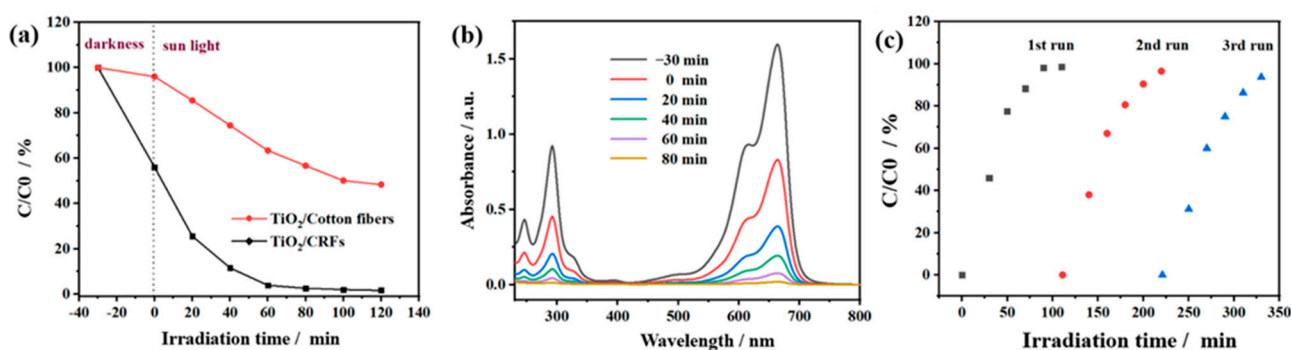 (a)
120
100
80
60
40
20
0
C/C0 / %
darkness
sun light
TiO2/Cotton fibers
TiO2/CRFs
-40 -20 0 20 40 60 80 100 120 140
Irradiation time / min
(b)
1.5
1.0
0.5
0.0
Absorbance / a.u.
−30 min
0 min
20 min
40 min
60 min
80 min
300 400 500 600 700 800
Wavelength / nm
(c)
120
100
80
60
40
20
0
C/C0 / %
1st run
2nd run
3rd run
0 50 100 150 200 250 300 350
Irradiation time / min